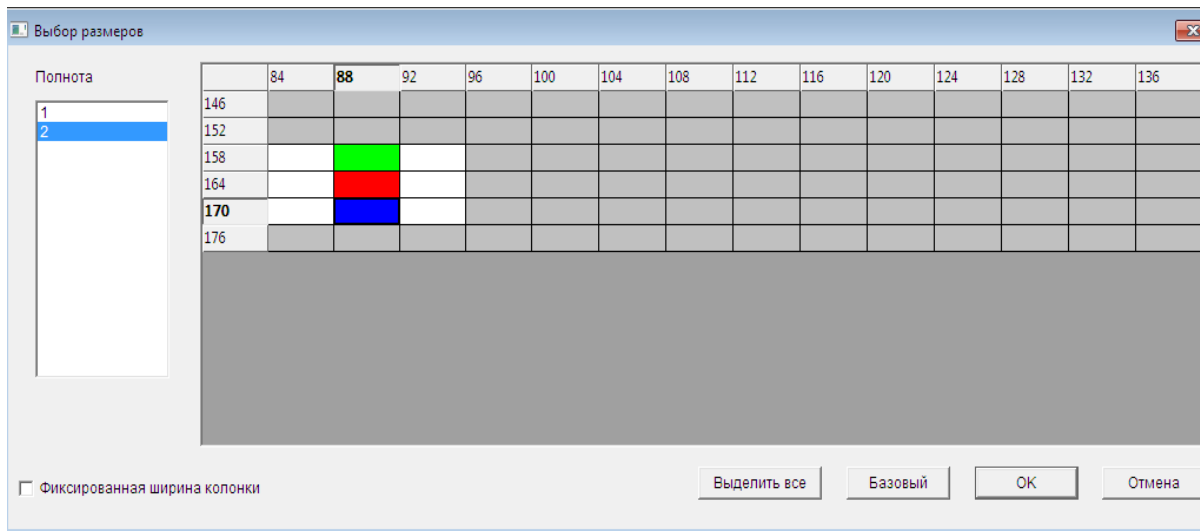 Выбор размеров
Полнота
1
2
84 88 92 96 100 104 108 112 116 120 124 128 132 136
146
152
158
164
170
176
Фиксированная ширина колонки
Выделить все Базовый OK Отмена